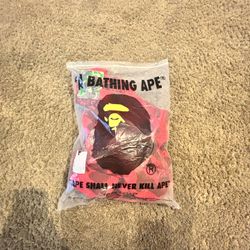 A BATHING APE®
®
APE SHALL NEVER KILL APE